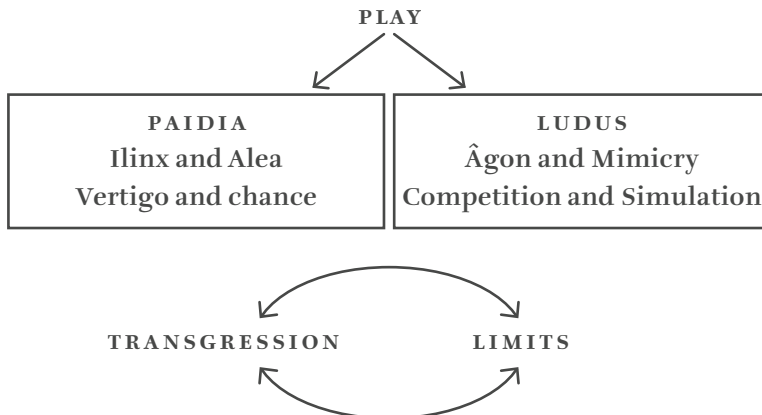 PLAY
PAIDIA
Ilinx and Alea
Vertigo and chance
LUDUS
Âgon and Mimicry
Competition and Simulation
TRANSGRESSION
LIMITS